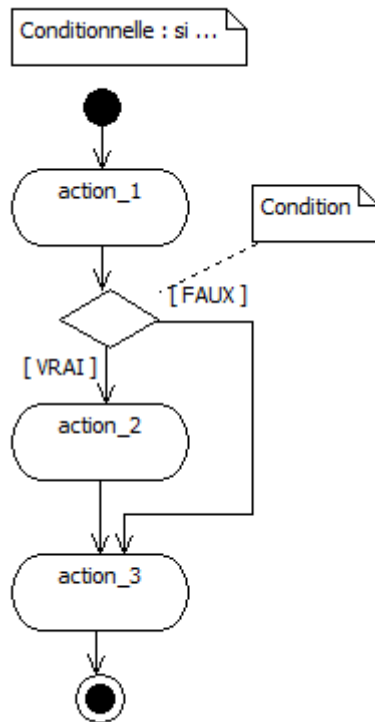 Conditionnelle : si ...
action_1
Condition
[ FAUX ]
[ VRAI ]
action_2
action_3